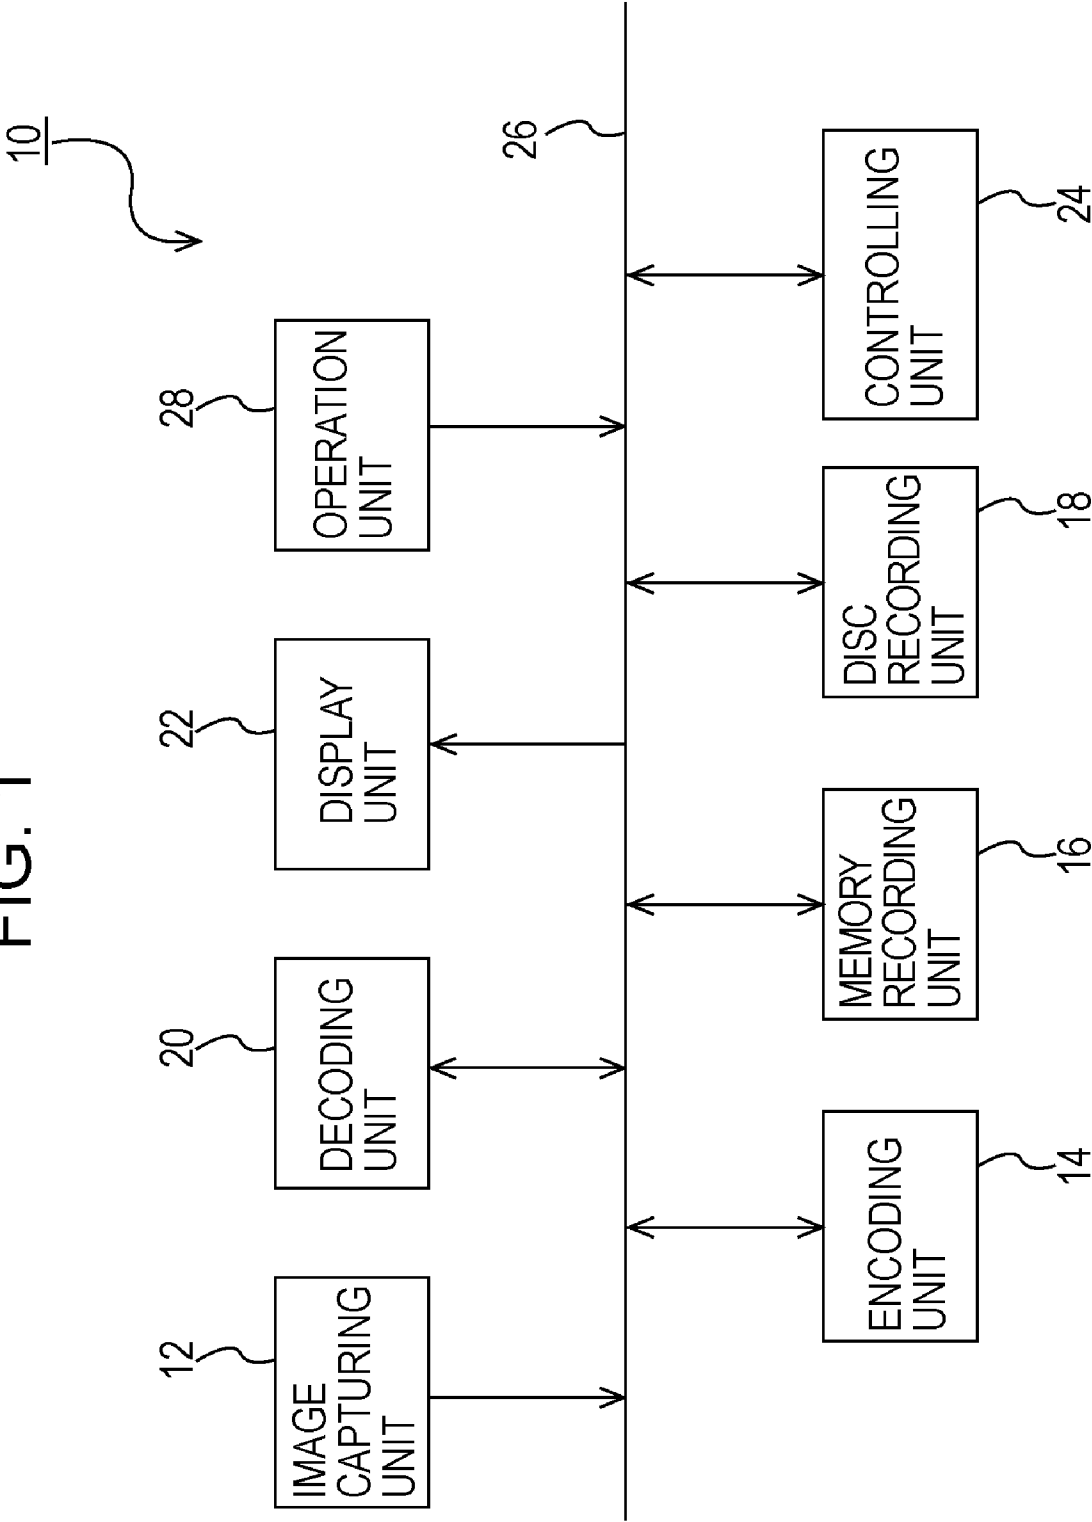 FIG. 1
10
12
IMAGE
CAPTURING
UNIT
20
DECODING
UNIT
22
DISPLAY
UNIT
28
OPERATION
UNIT
26
ENCODING
UNIT
14
MEMORY
RECORDING
UNIT
16
DISC
RECORDING
UNIT
18
CONTROLLING
UNIT
24